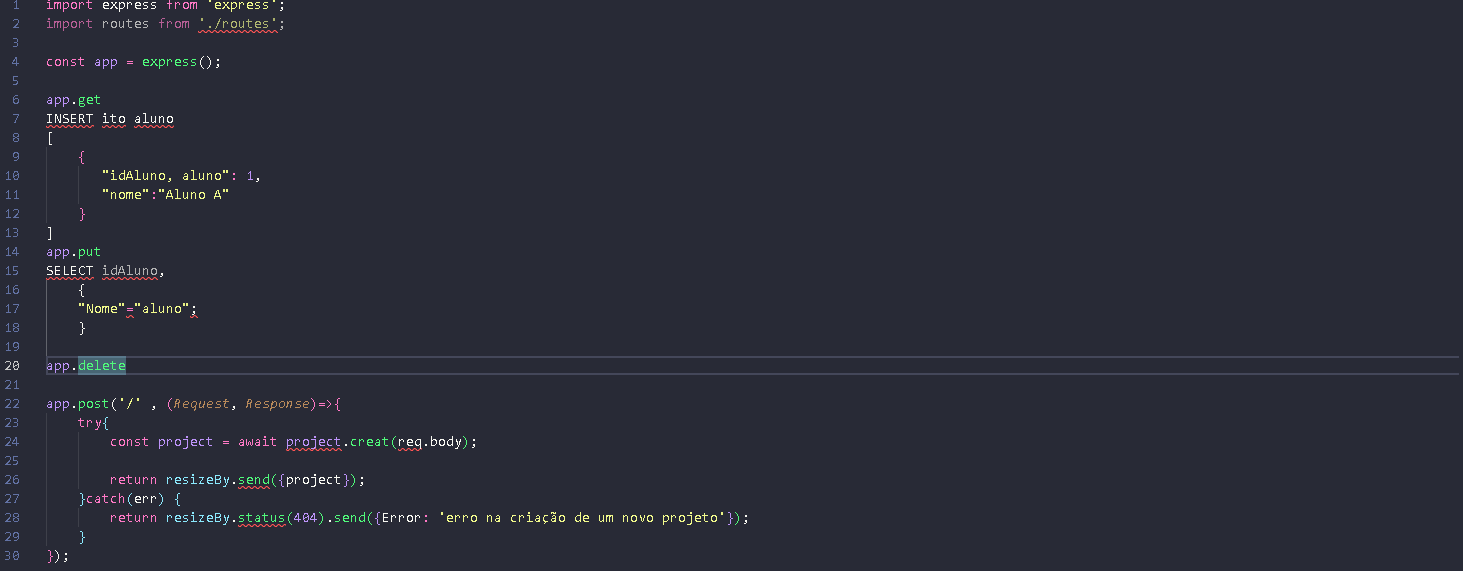 1 import express from 'express';
2 import routes from './routes';
3
4 const app = express();
5
6 app.get
7 INSERT ito aluno
8 [
9 {
10 "idAluno, aluno": 1,
11 "nome":"Aluno A"
12 }
13 ]
14 app.put
15 SELECT idAluno,
16 {
17 "Nome"="aluno";
18 }
19
20 app.delete
21
22 app.post('/' , (Request, Response)=>{
23 try{
24 const project = await project.creat(req.body);
25
26 return resizeBy.send({project});
27 }catch(err) {
28 return resizeBy.status(404).send({Error: 'erro na criação de um novo projeto'});
29 }
30 });